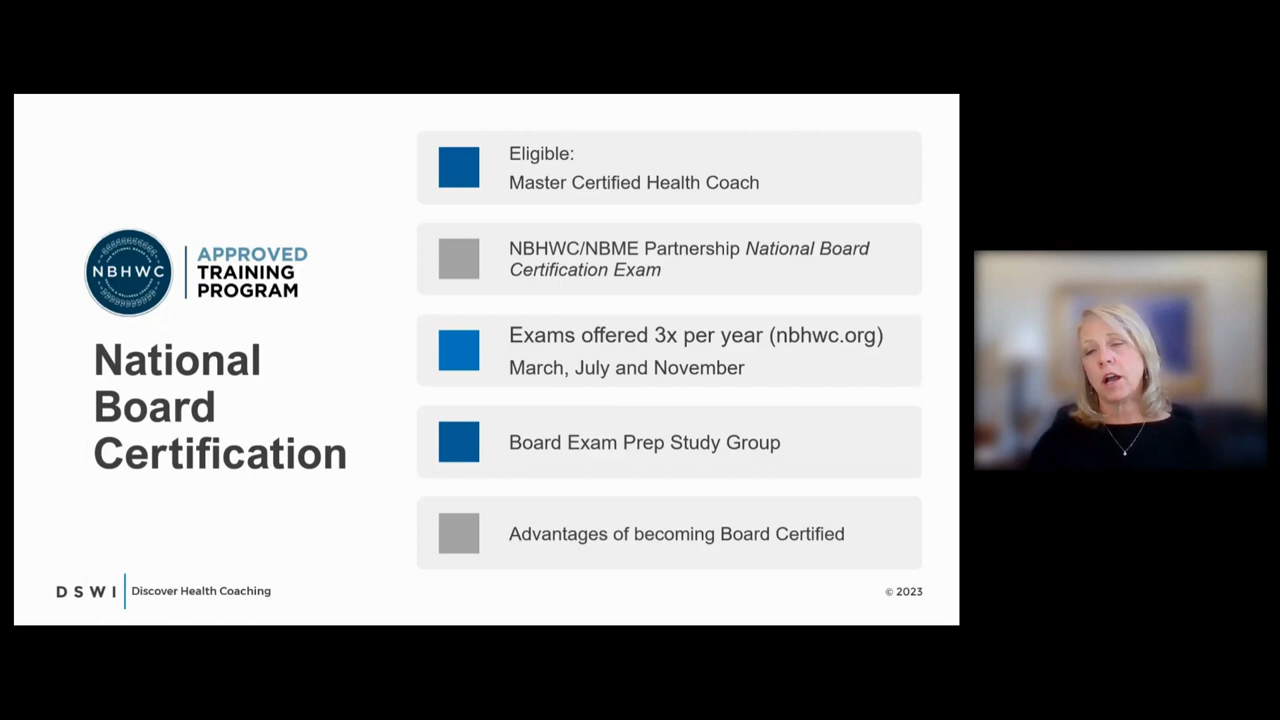 NBHWC
APPROVED
TRAINING
PROGRAM
National
Board
Certification
Eligible:
Master Certified Health Coach
NBHWC/NBME Partnership National Board
Certification Exam
Exams offered 3x per year (nbhwc.org)
March, July and November
Board Exam Prep Study Group
Advantages of becoming Board Certified
DSWI
Discover Health Coaching
© 2023